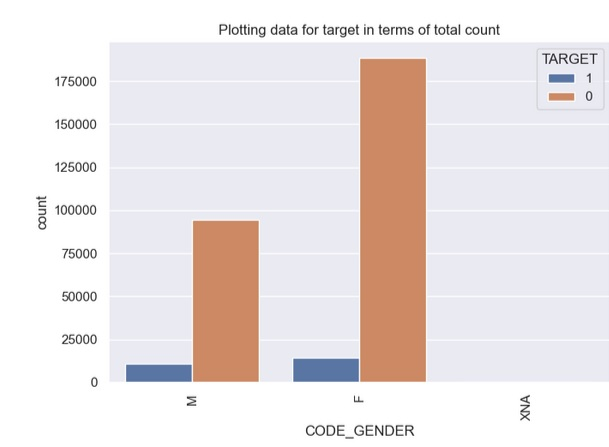 Plotting data for target in terms of total count
TARGET
1
0
175000
150000
125000
100000
75000
50000
25000
0
count
M
F
XNA
CODE_GENDER